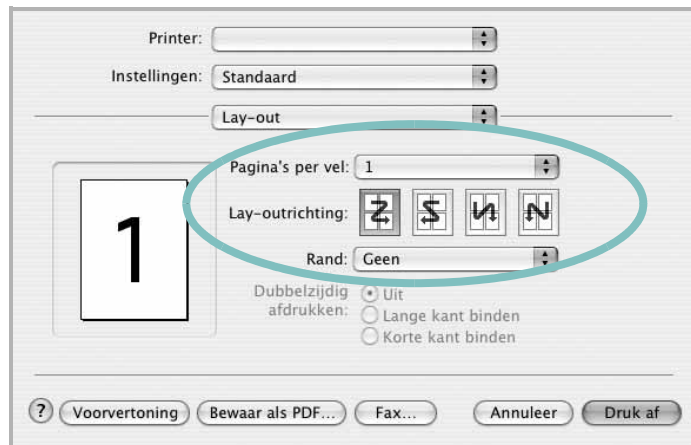 Printer:
Instellingen: Standaard
Lay-out
Pagina's per vel: 1
Lay-outrichting:
1
Rand: Geen
Dubbelzijdig afdrukken: Uit
Lange kant binden
Korte kant binden
? Voorvertoning Bewaar als PDF... Fax... Annuleer Druk af